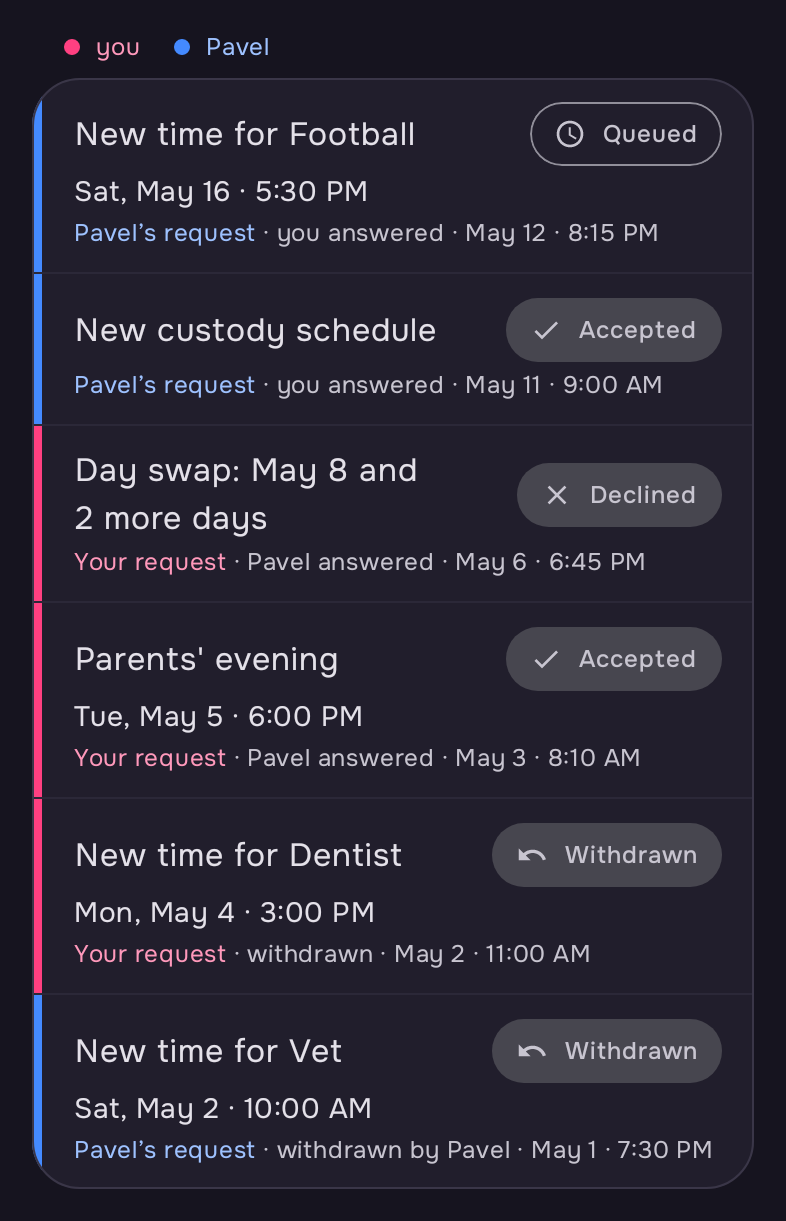 you Pavel
New time for Football
Queued
Sat, May 16 · 5:30 PM
Pavel’s request · you answered · May 12 · 8:15 PM
New custody schedule
Accepted
Pavel’s request · you answered · May 11 · 9:00 AM
Day swap: May 8 and
2 more days
Declined
Your request · Pavel answered · May 6 · 6:45 PM
Parents' evening
Accepted
Tue, May 5 · 6:00 PM
Your request · Pavel answered · May 3 · 8:10 AM
New time for Dentist
Withdrawn
Mon, May 4 · 3:00 PM
Your request · withdrawn · May 2 · 11:00 AM
New time for Vet
Withdrawn
Sat, May 2 · 10:00 AM
Pavel’s request · withdrawn by Pavel · May 1 · 7:30 PM